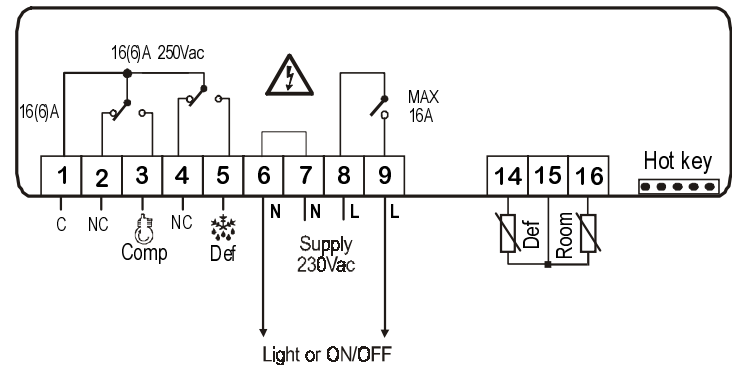 16(6)A 250Vac
16(6)A
MAX
16A
Hot key
1 2 3 4 5 6 7 8 9 14 15 16
C NC NC N N L L
Comp Def
Supply
230Vac
Def
Room
Light or ON/OFF